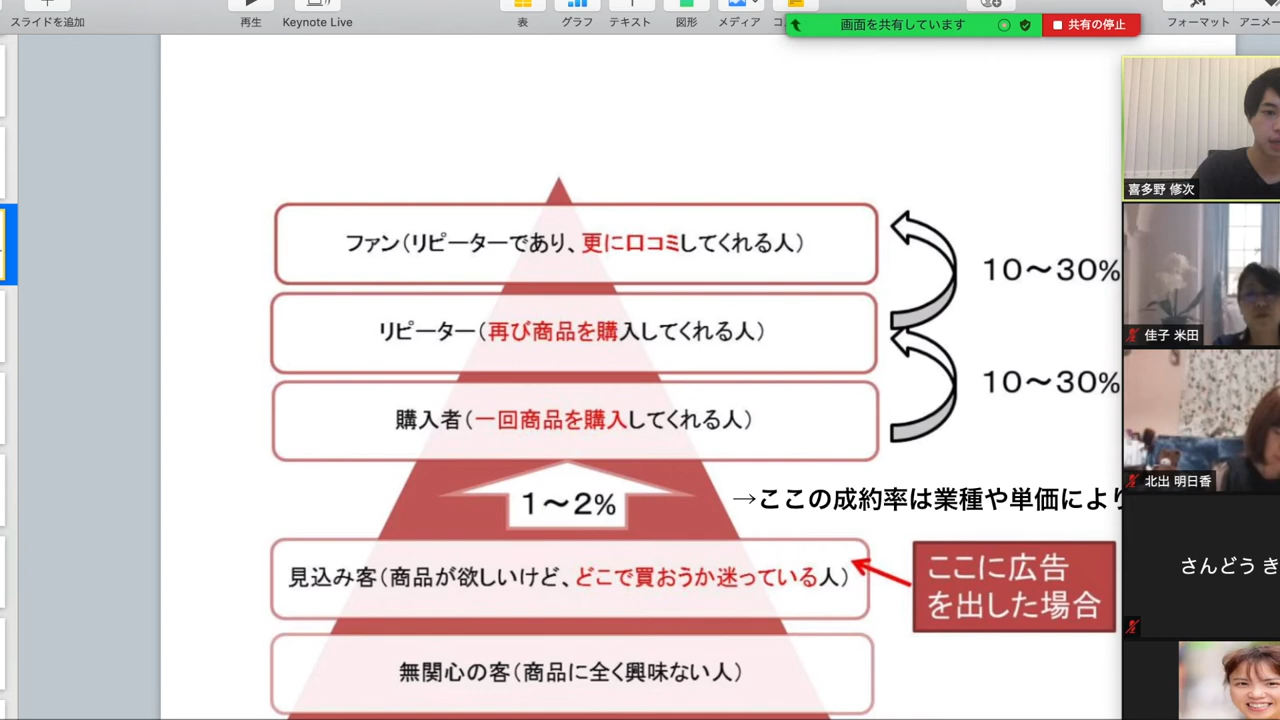 スライドを追加
再生
Keynote Live
表
グラフ
テキスト
図形
メディア
フォーマット
画面を共有しています
共有の停止
ファン（リピーターであり、更に口コミしてくれる人）
10～30%
リピーター（再び商品を購入してくれる人）
10～30%
購入者（一回商品を購入してくれる人）
1～2%
→ここの成約率は業種や単価により
見込み客（商品が欲しいけど、どこで買おうか迷っている人）
ここに広告
を出した場合
無関心の客（商品に全く興味ない人）
喜多野 修次
佳子 米田
北出 明日香
さんどう き